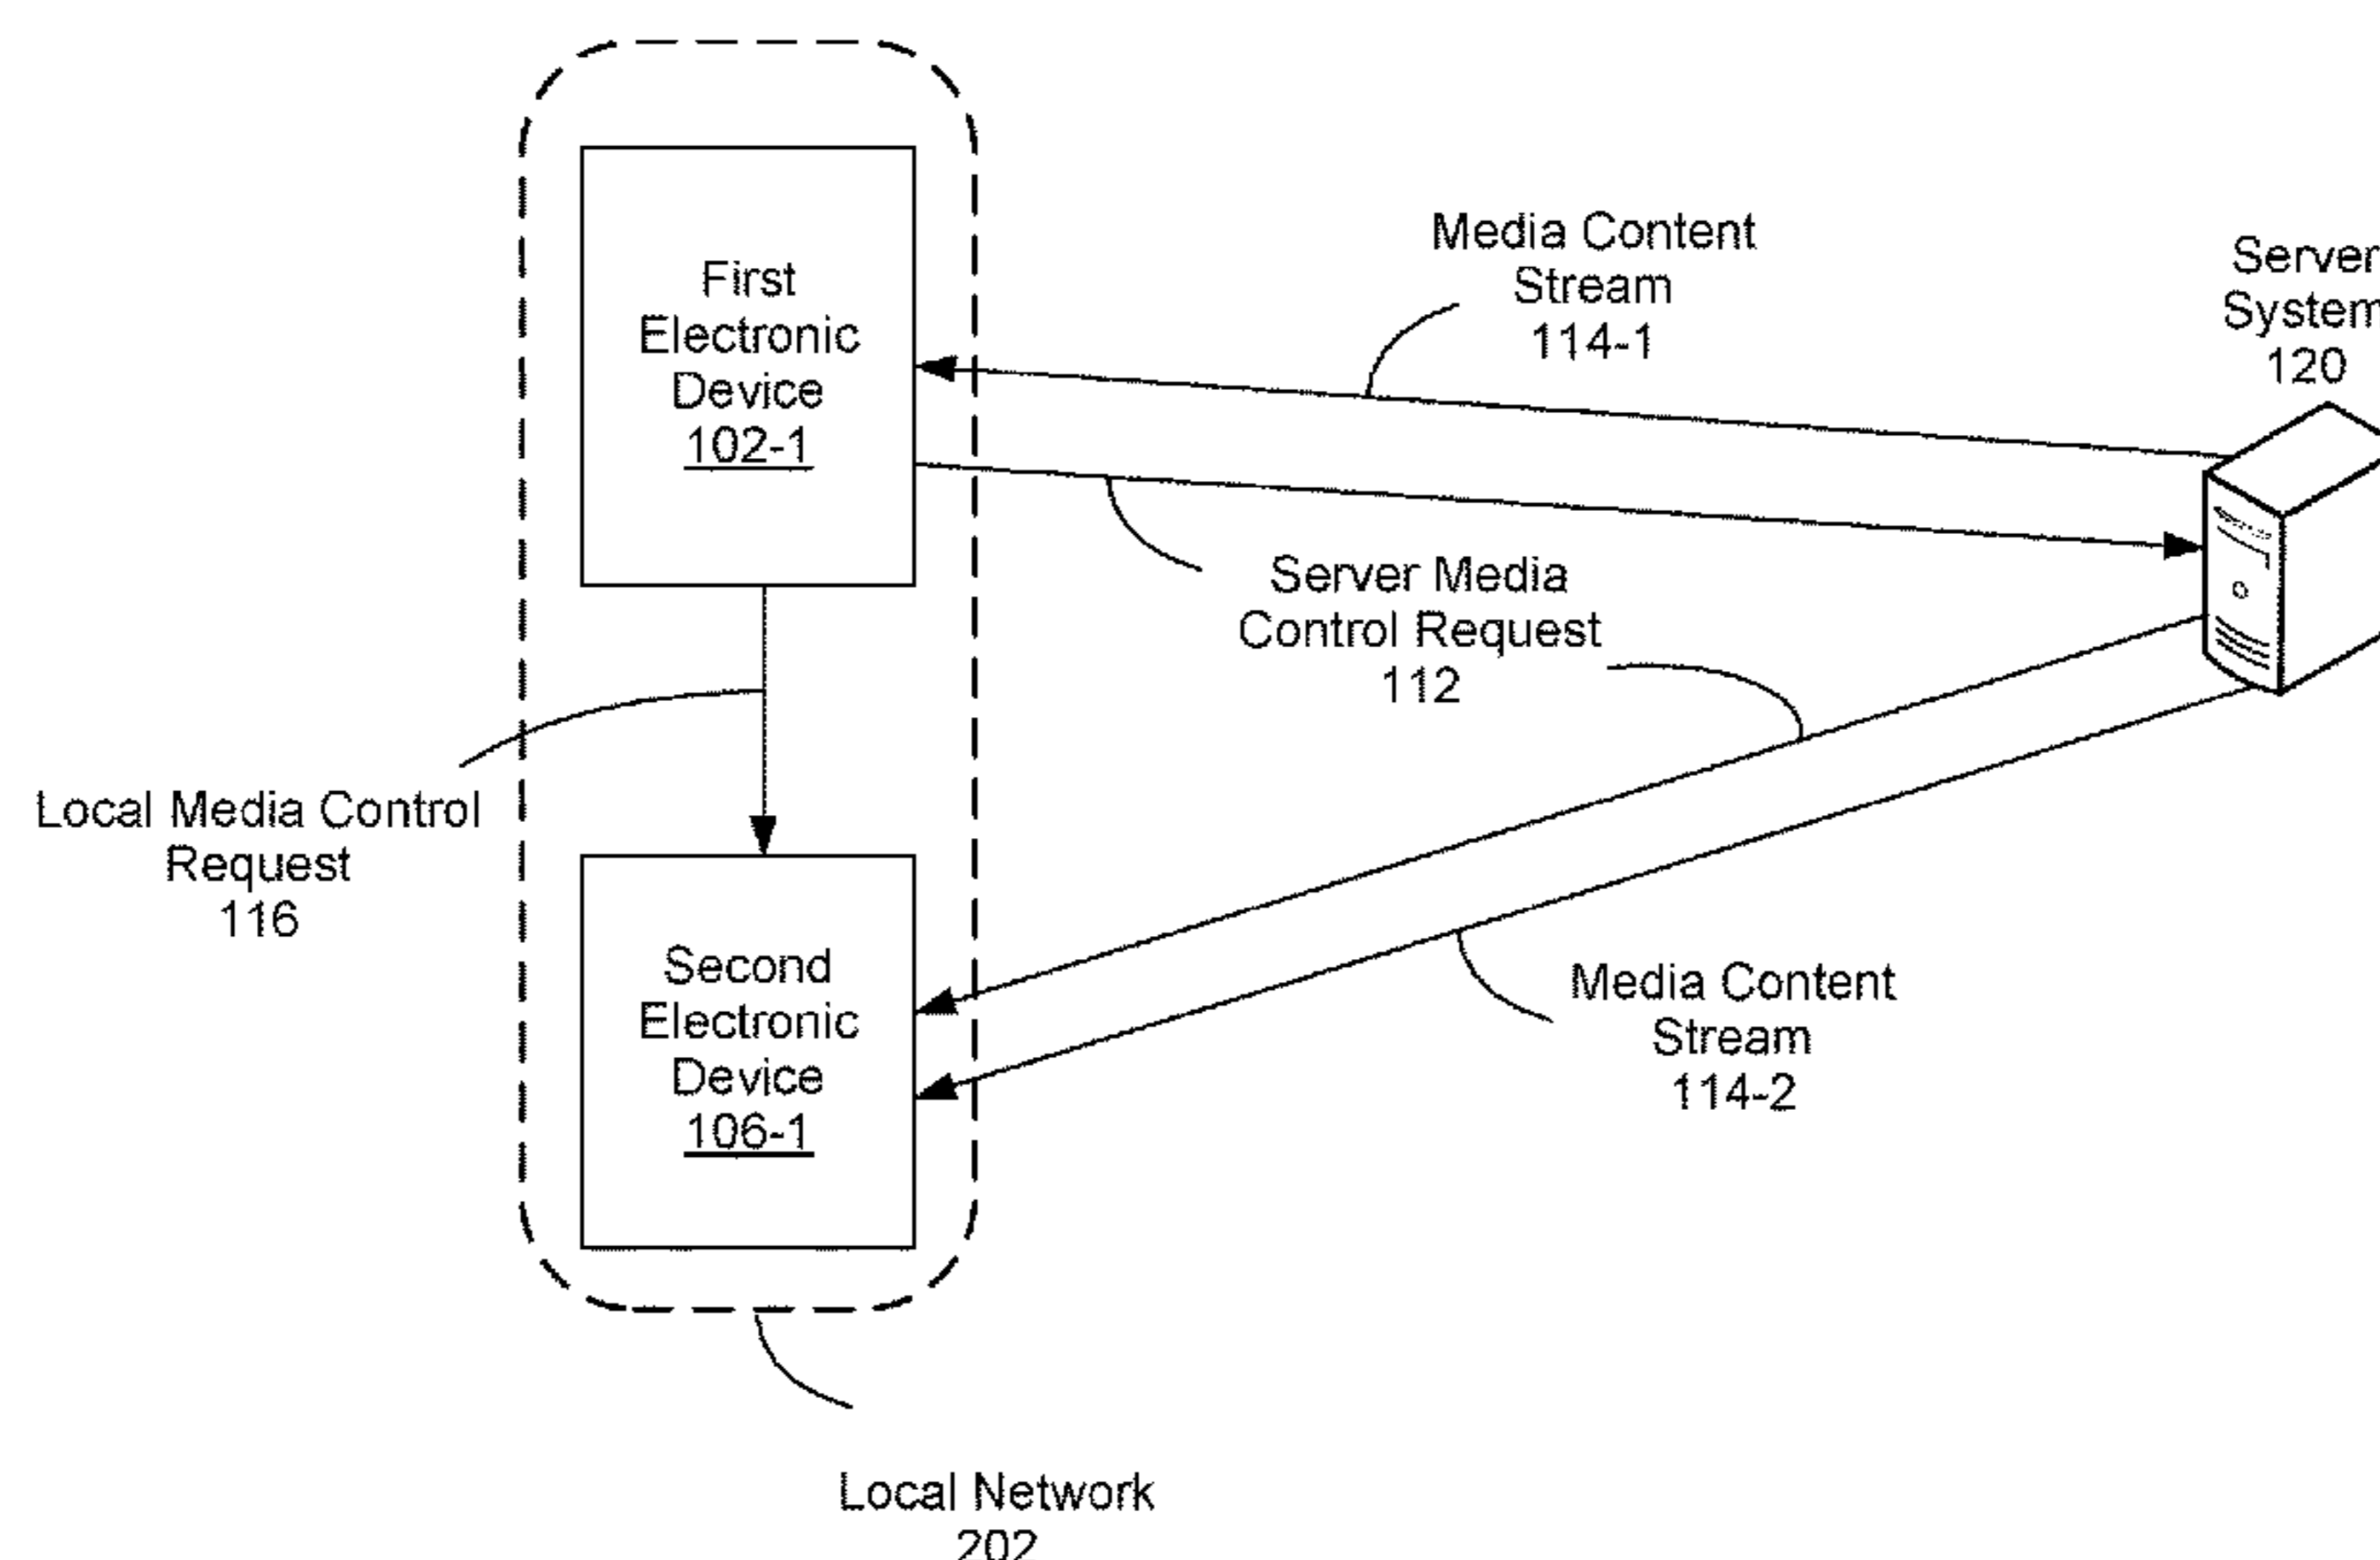 First
Electronic
Device
102-1
Media Content
Stream
114-1
Server
System
120
Server Media
Control Request
112
Local Media Control
Request
116
Second
Electronic
Device
106-1
Media Content
Stream
114-2
Local Network
202